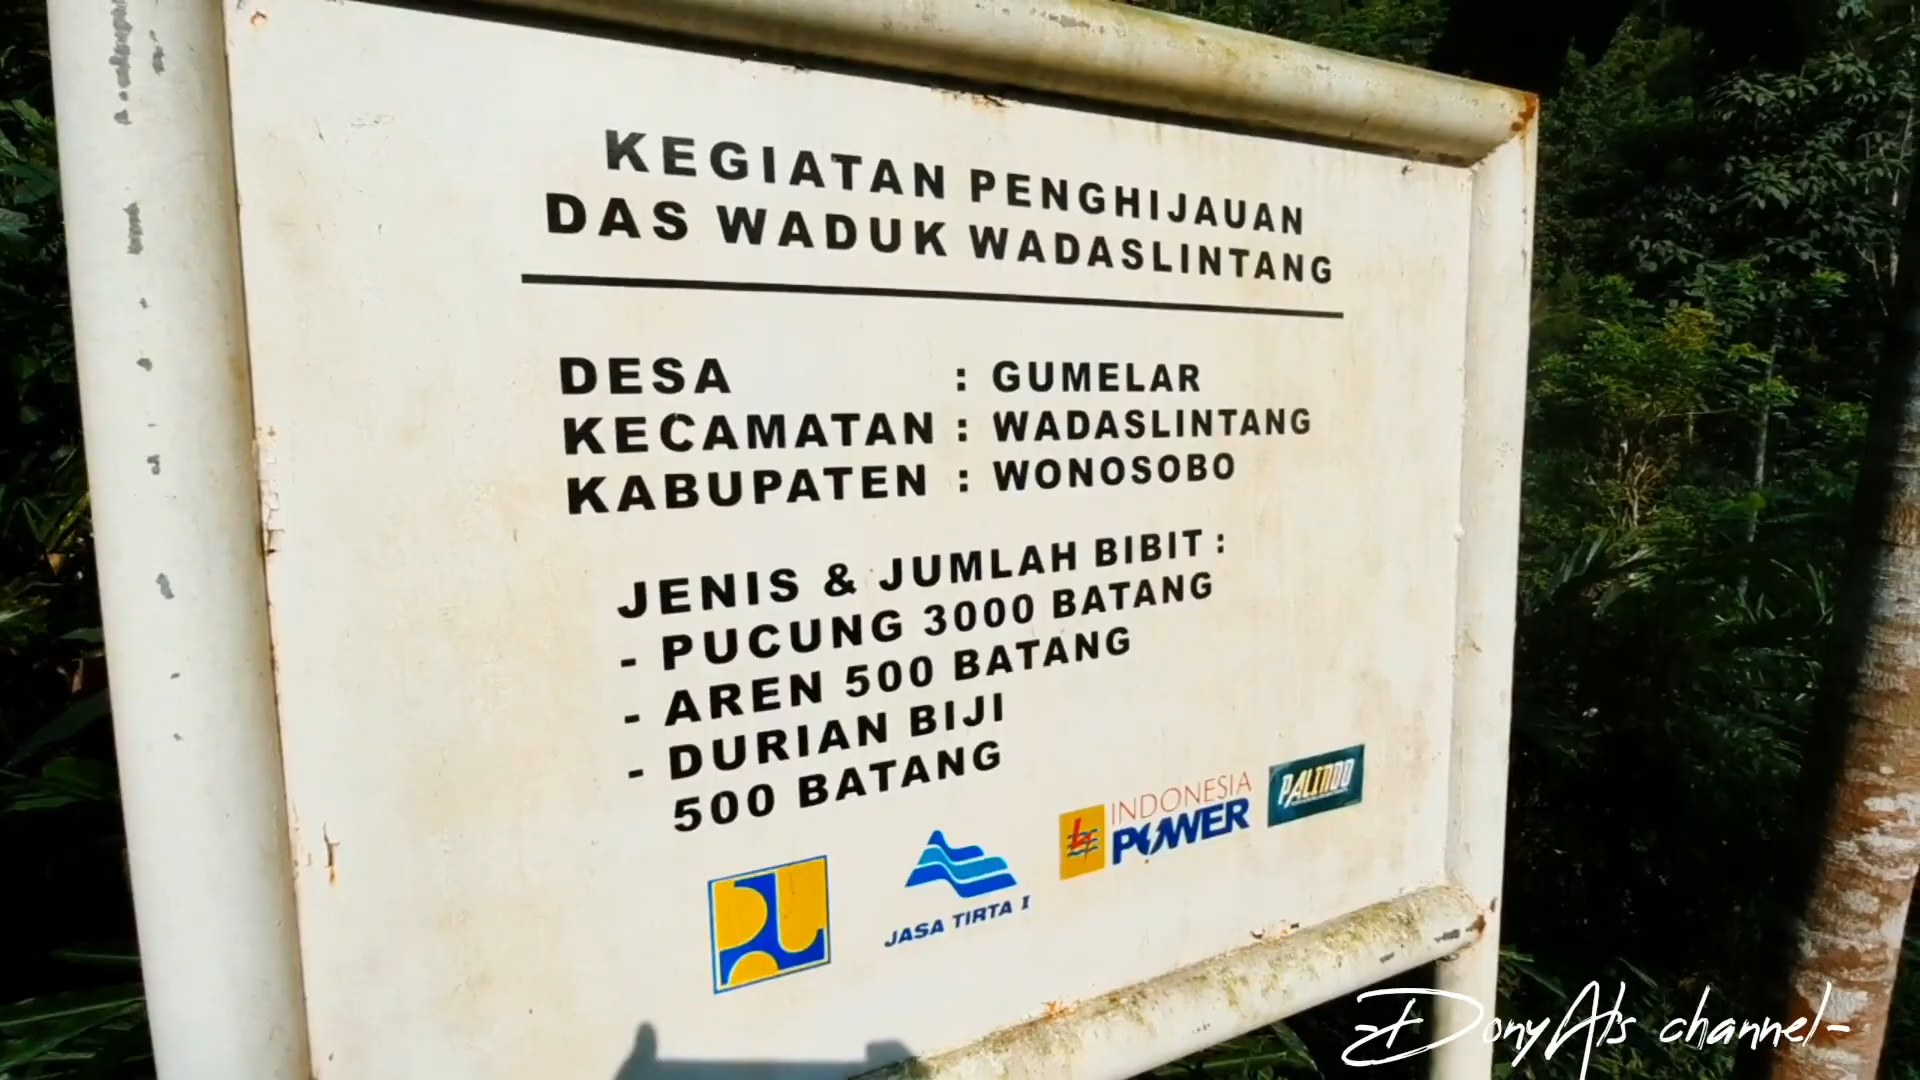 KEGIATAN PENGHIJAUAN
DAS WADUK WADASLINTANG
DESA : GUMELAR
KECAMATAN : WADASLINTANG
KABUPATEN : WONOSOBO
JENIS & JUMLAH BIBIT :
- PUCUNG 3000 BATANG
- AREN 500 BATANG
- DURIAN BIJI
500 BATANG
JASA TIRTA I
INDONESIA
POWER
PALINDO
-DonyAls channel-